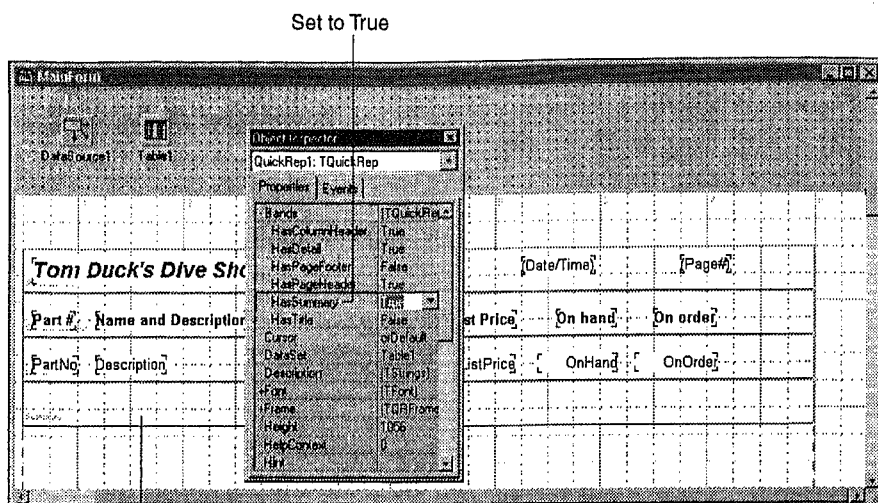 Set to True
MainForm
DataSource1 Table1
Object Inspector
QuickRep1: TQuickRep
Properties Events
Bands [TQuickRep
HasColumnHeader True
HasDetail True
HasPageFooter False
HasPageHeader True
HasSummary
HasTitle False
Cursor crDefault
DataSet Table1
Description (TStrings)
+Font (TFont)
+Frame (TQRFrame
Height 1056
HelpContext 0
Hint
Tom Duck's Dive Sho [Date/Time] [Page#]
Part # Name and Description st Price On hand On order
PartNo Description istPrice OnHand OnOrder
Summary